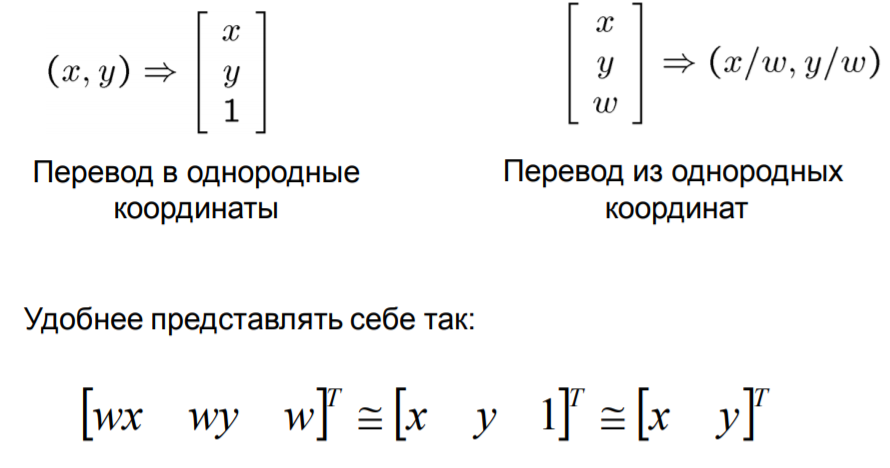 (x, y) ⇒ [ x y 1 ]
[ x y w ] ⇒ (x/w, y/w)
Перевод в однородные
координаты
Перевод из однородных
координат
Удобнее представлять себе так:
[wx wy w]ᵀ ≅ [x y 1]ᵀ ≅ [x y]ᵀ